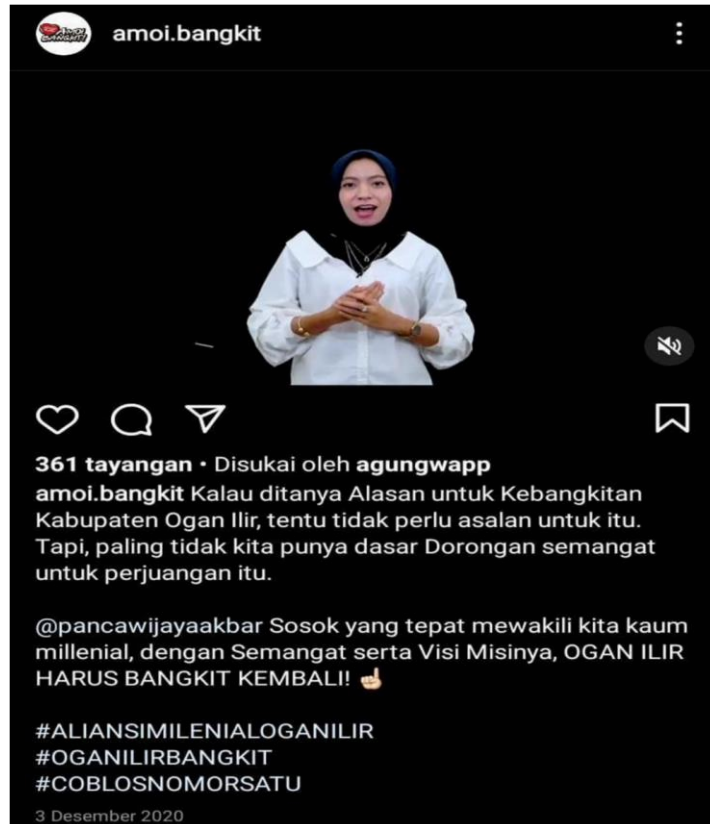 AMOI
BANGKIT!
amoi.bangkit
361 tayangan • Disukai oleh agungwapp
amoi.bangkit Kalau ditanya Alasan untuk Kebangkitan
Kabupaten Ogan Ilir, tentu tidak perlu asalan untuk itu.
Tapi, paling tidak kita punya dasar Dorongan semangat
untuk perjuangan itu.
@pancawijayaakbar Sosok yang tepat mewakili kita kaum
millenial, dengan Semangat serta Visi Misinya, OGAN ILIR
HARUS BANGKIT KEMBALI! ☝🏻
#ALIANSIMILENIALOGANILIR
#OGANILIRBANGKIT
#COBLOSNOMORSATU
3 Desember 2020